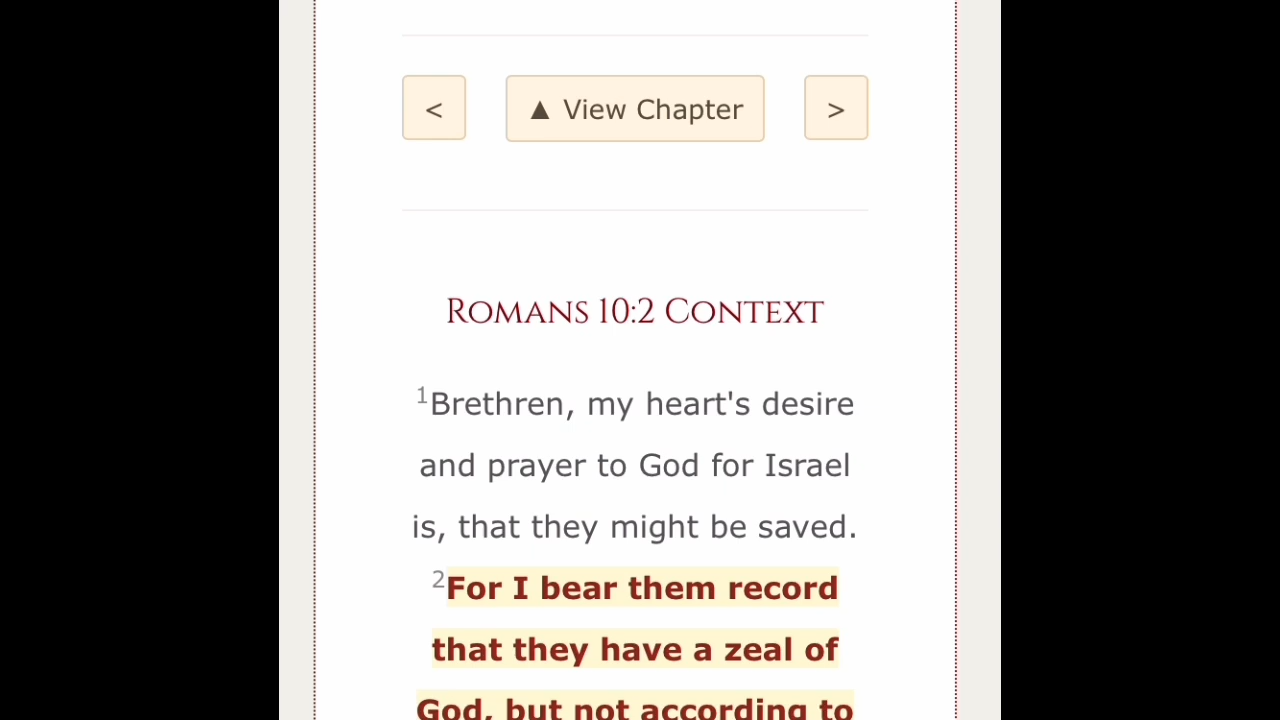 < ▲ View Chapter >
Romans 10:2 Context
1Brethren, my heart's desire
and prayer to God for Israel
is, that they might be saved.
2For I bear them record
that they have a zeal of
God, but not according to